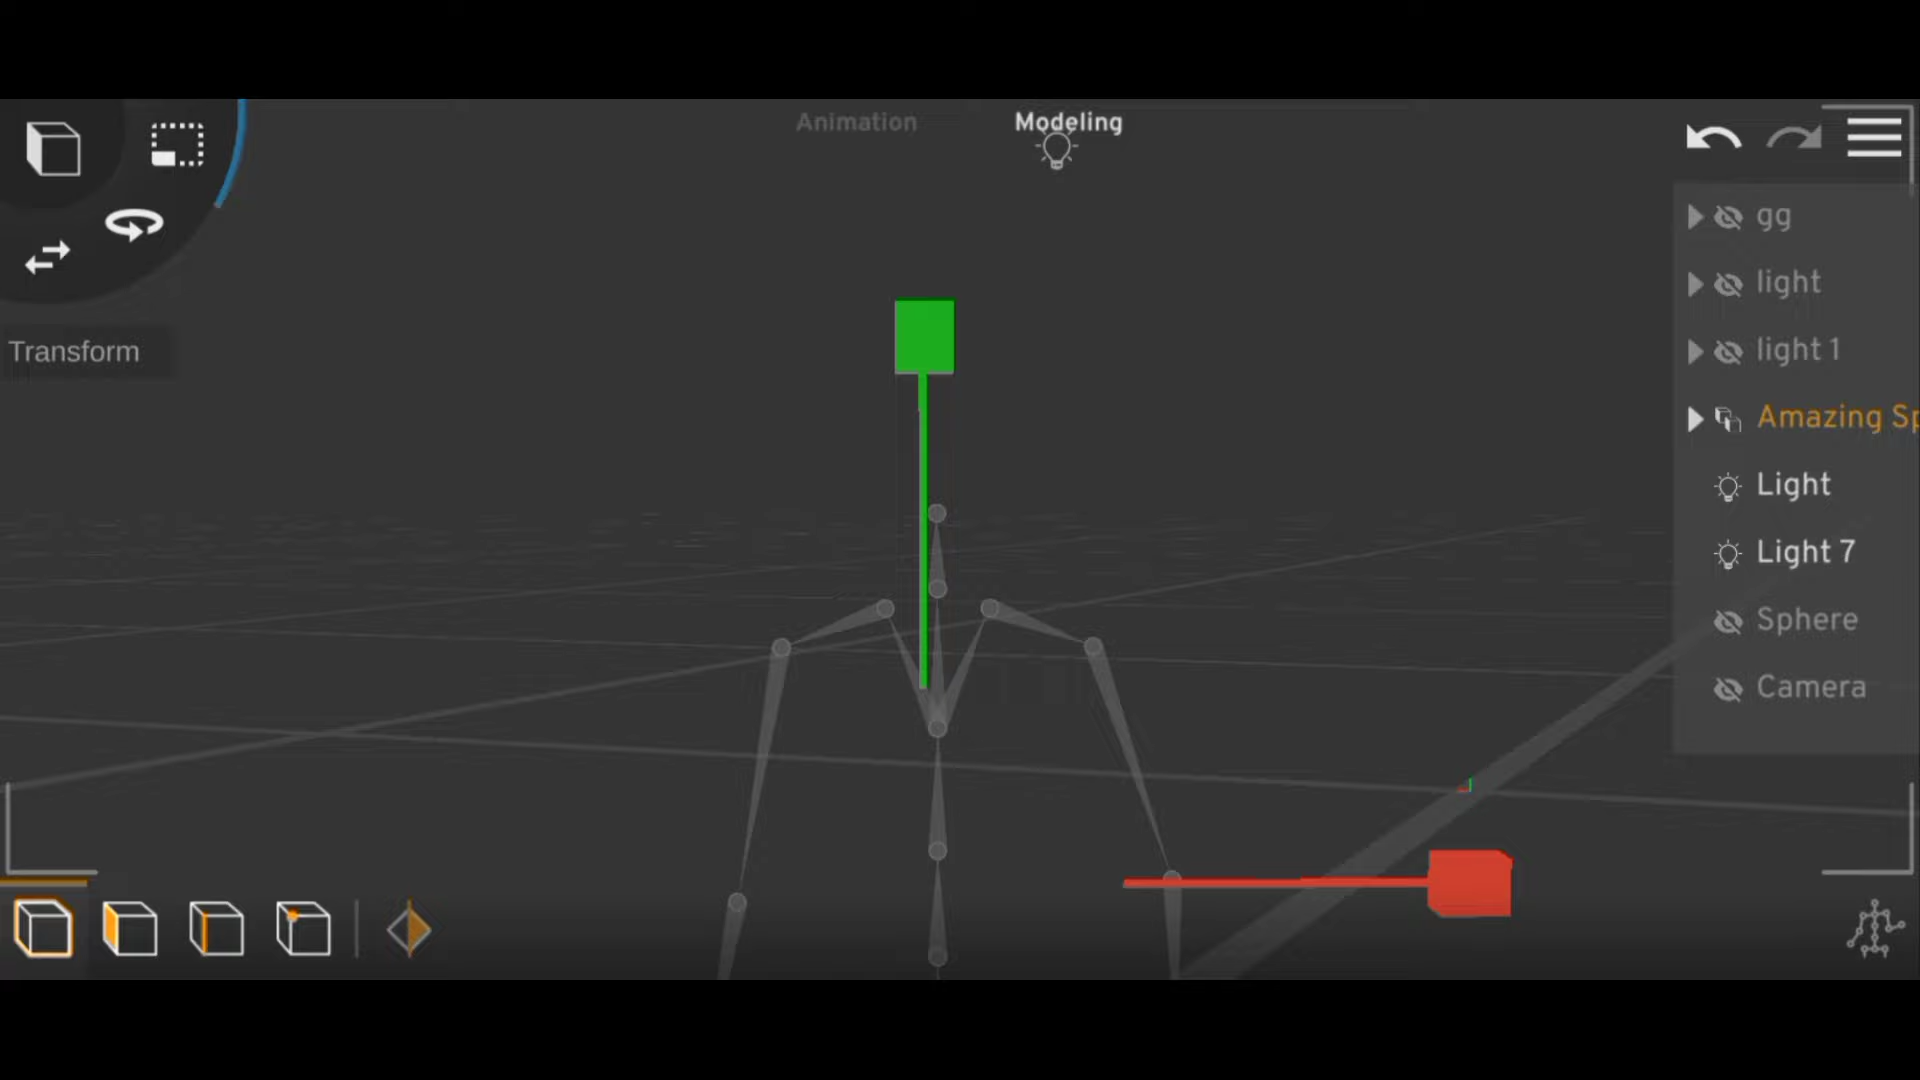 Animation Modeling
Transform
gg
light
light 1
Amazing Sp
Light
Light 7
Sphere
Camera